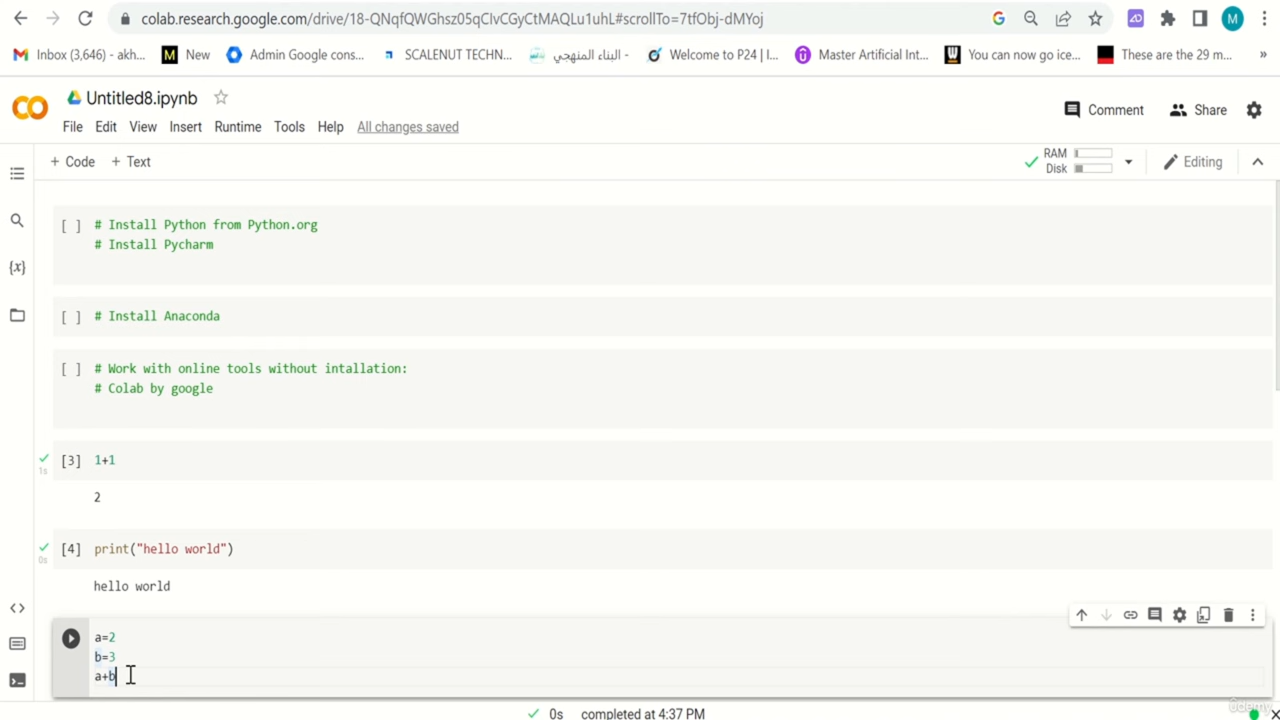 colab.research.google.com/drive/18-QNqfQWGhsz05qCIvCGyCtMAQLu1uhL#scrollTo=7tfObj-dMYoj
M
Inbox (3,646) - akh...
M New
Admin Google cons...
SCALENUT TECHN...
البناء المنهجي - ...
Welcome to P24 | I...
Master Artificial Int...
You can now go ice...
These are the 29 m...
»
CO
Untitled8.ipynb
File Edit View Insert Runtime Tools Help All changes saved
Comment
Share
+ Code + Text
RAM
Disk
Editing
{x}
[ ] # Install Python from Python.org
# Install Pycharm
[ ] # Install Anaconda
[ ] # Work with online tools without intallation:
# Colab by google
[3] 1+1
1s
2
[4] print("hello world")
0s
hello world
a=2
b=3
a+b
0s completed at 4:37 PM
ûdemy